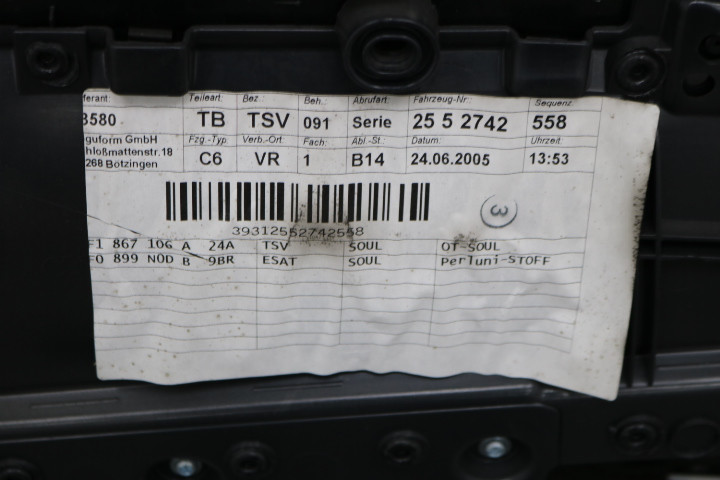 ferant: Teileart: Bez.: Beh.: Abrufart: Fahrzeug-Nr.: Sequenz:
3580 TB TSV 091 Serie 25 5 2742 558
guform GmbH Fzg.-Typ: Verb.-Ort: Fach: Abl.-St.: Datum: Uhrzeit:
hloßmattenstr.18
268 Bötzingen C6 VR 1 B14 24.06.2005 13:53
3
39312552742558
F1 867 106 A 24A TSV SOUL OT-SOUL
F0 899 N0D B 9BR ESAT SOUL Perluni-STOFF